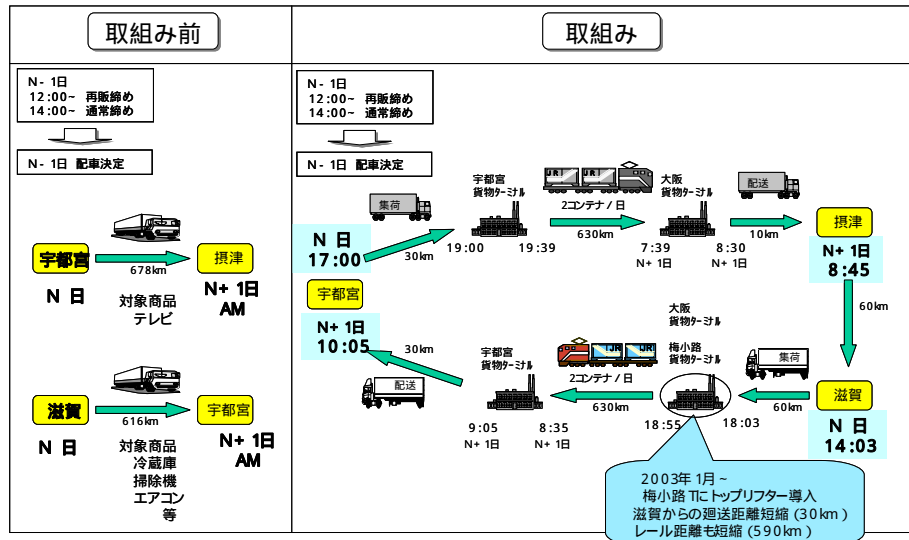 取組み前
取組み
N-1日
12:00~ 再販締め
14:00~ 通常締め
N-1日 配車決定
宇都宮
678km
摂津
N 日
対象商品
テレビ
N+1日
AM
滋賀
616km
宇都宮
N 日
対象商品
冷蔵庫
掃除機
エアコン
等
N+1日
AM
N-1日
12:00~ 再販締め
14:00~ 通常締め
N-1日 配車決定
集荷
N 日
17:00
30km
宇都宮
貨物ターミナル
19:00
19:39
JR
2コンテナ/日
630km
大阪
貨物ターミナル
7:39
N+1日
8:30
N+1日
配送
10km
摂津
N+1日
8:45
60km
滋賀
N 日
14:03
集荷
60km
大阪
貨物ターミナル
梅小路
貨物ターミナル
18:03
18:55
JR
JR
2コンテナ/日
630km
宇都宮
貨物ターミナル
8:35
N+1日
9:05
N+1日
配送
30km
宇都宮
N+1日
10:05
2003年1月~
梅小路TIにトップリフター導入
滋賀からの廻送距離短縮(30km)
レール距離も短縮(590km)